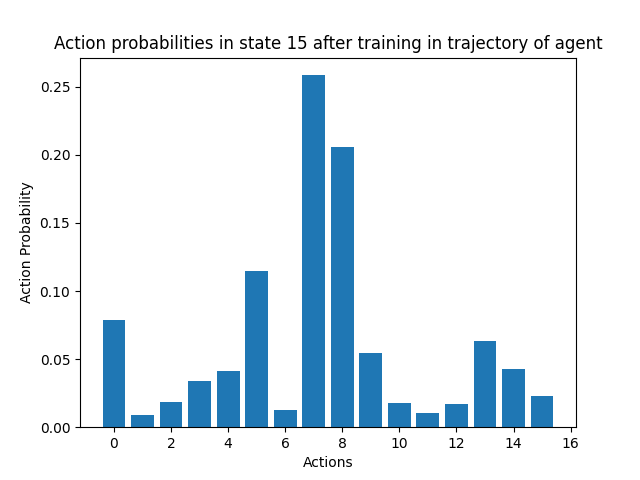 Action probabilities in state 15 after training in trajectory of agent
0.25
0.20
0.15
0.10
0.05
0.00
Action Probability
0 2 4 6 8 10 12 14 16
Actions